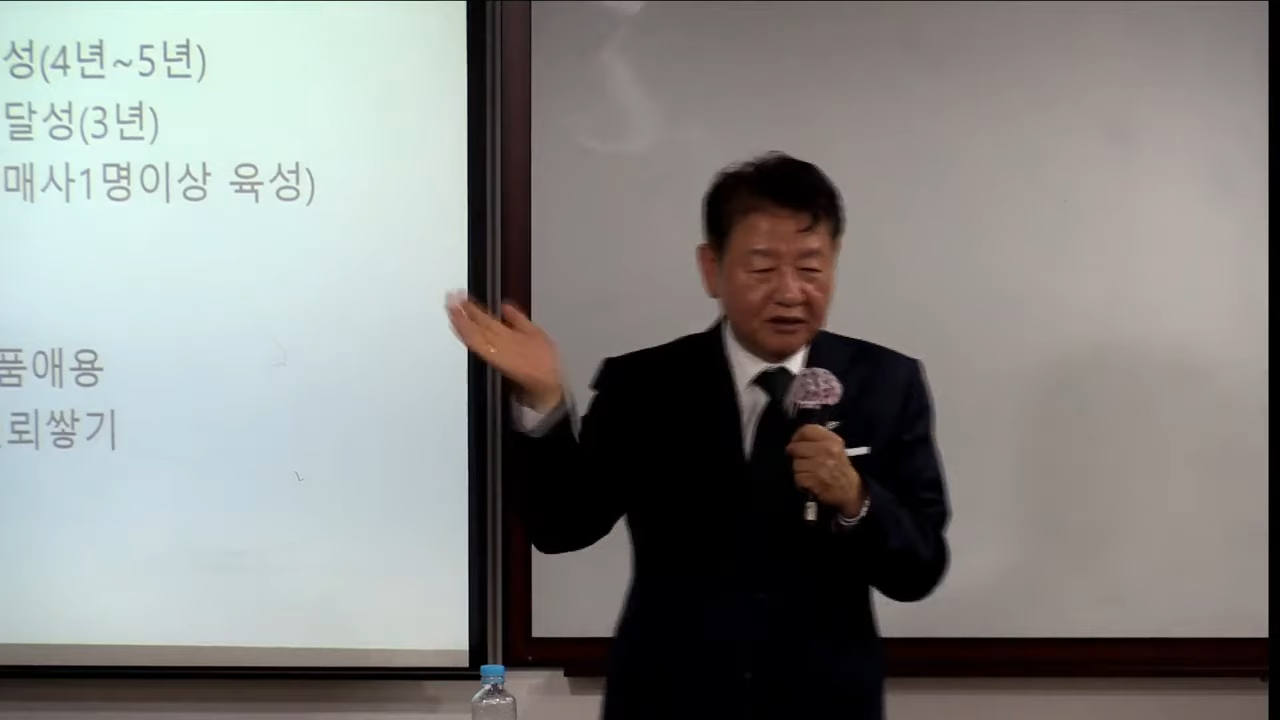 성(4년~5년)
달성(3년)
매사1명이상 육성)
품애용
뢰쌓기